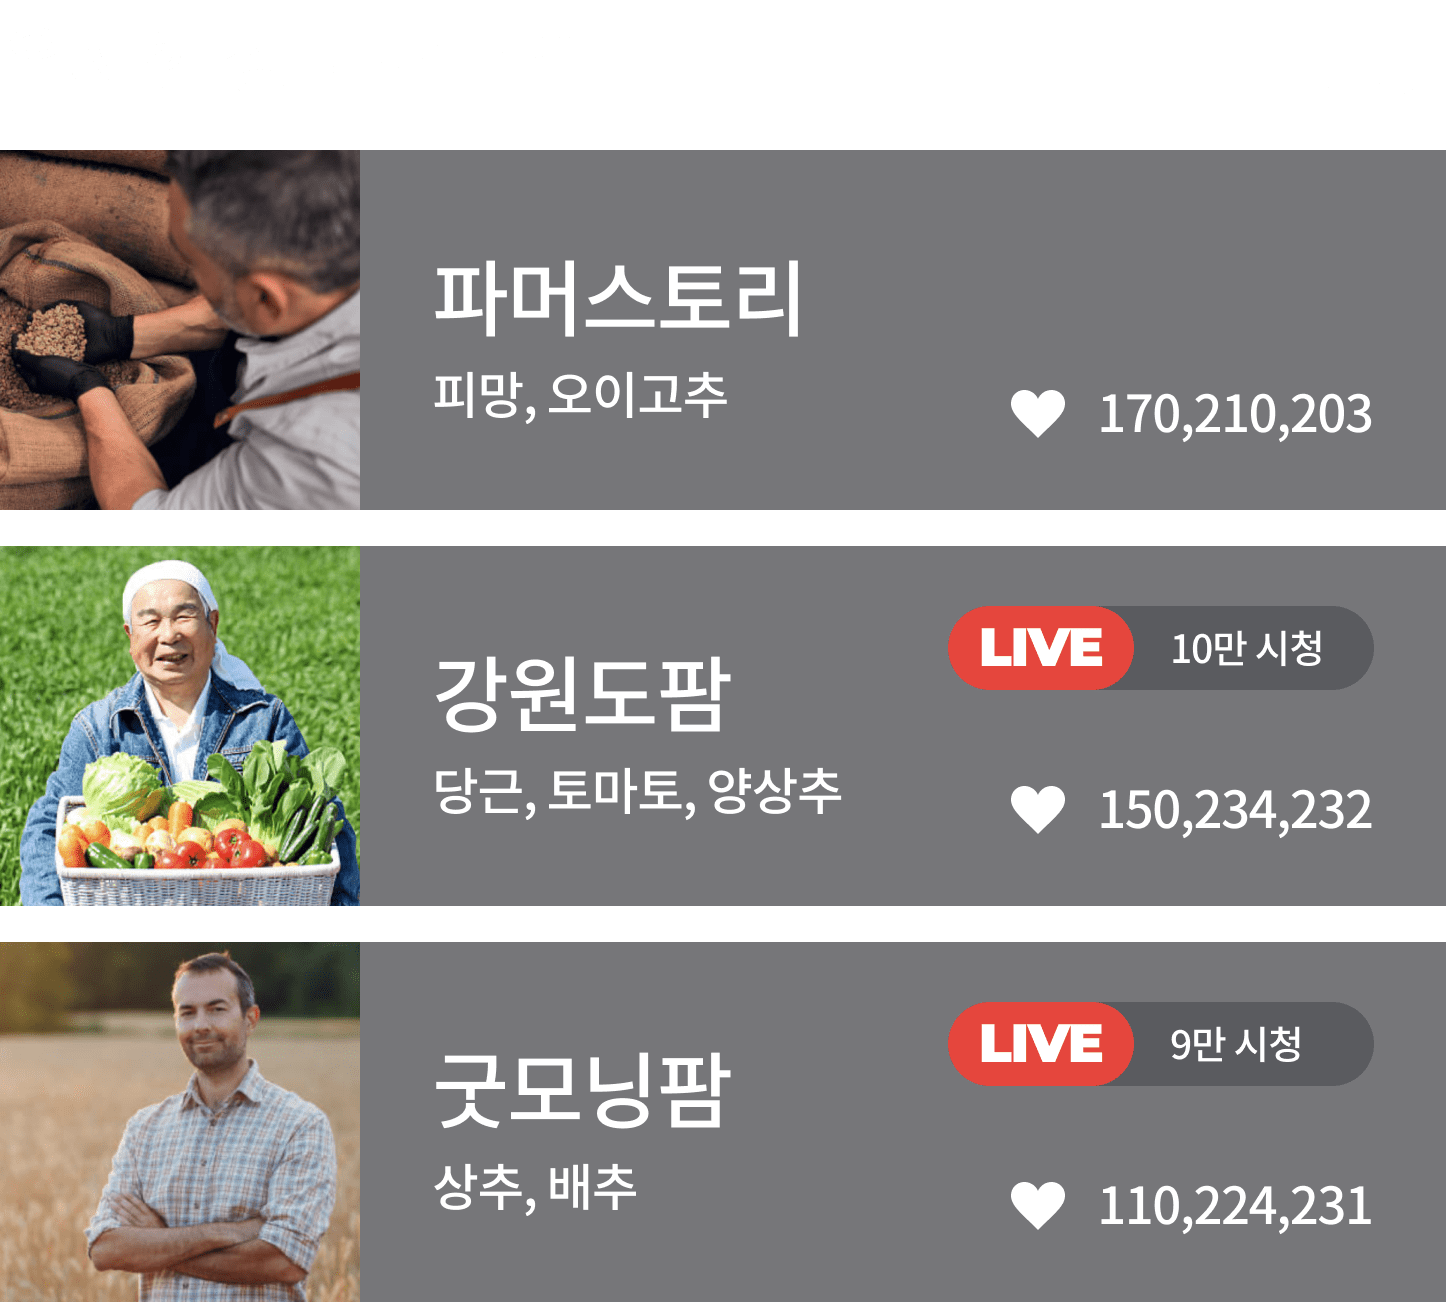 파머스토리
피망, 오이고추
170,210,203
LIVE 10만 시청
강원도팜
당근, 토마토, 양상추
150,234,232
LIVE 9만 시청
굿모닝팜
상추, 배추
110,224,231